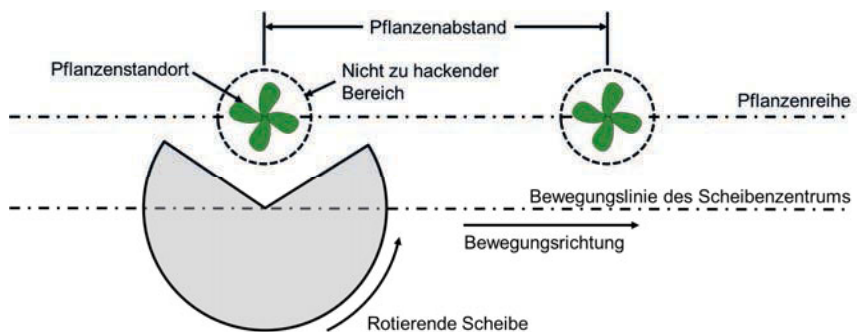 Pflanzenabstand
Pflanzenstandort
Nicht zu hackender
Bereich
Pflanzenreihe
Bewegungslinie des Scheibenzentrums
Bewegungsrichtung
Rotierende Scheibe